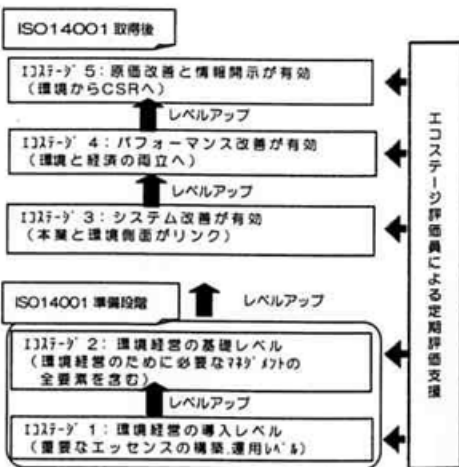 ISO14001 取得後
ｴｺｽﾃｰｼﾞ 5：原価改善と情報開示が有効
（環境からCSRへ）
レベルアップ
ｴｺｽﾃｰｼﾞ 4：パフォーマンス改善が有効
（環境と経済の両立へ）
レベルアップ
ｴｺｽﾃｰｼﾞ 3：システム改善が有効
（本業と環境側面がリンク）
レベルアップ
ISO14001 準備段階
ｴｺｽﾃｰｼﾞ 2：環境経営の基礎レベル
（環境経営のために必要なﾏﾈｼﾞﾒﾝﾄの
全要素を含む）
レベルアップ
ｴｺｽﾃｰｼﾞ 1：環境経営の導入レベル
（重要なエッセンスの構築､運用ﾚﾍﾞﾙ）
エコステージ評価員による定期評価支援